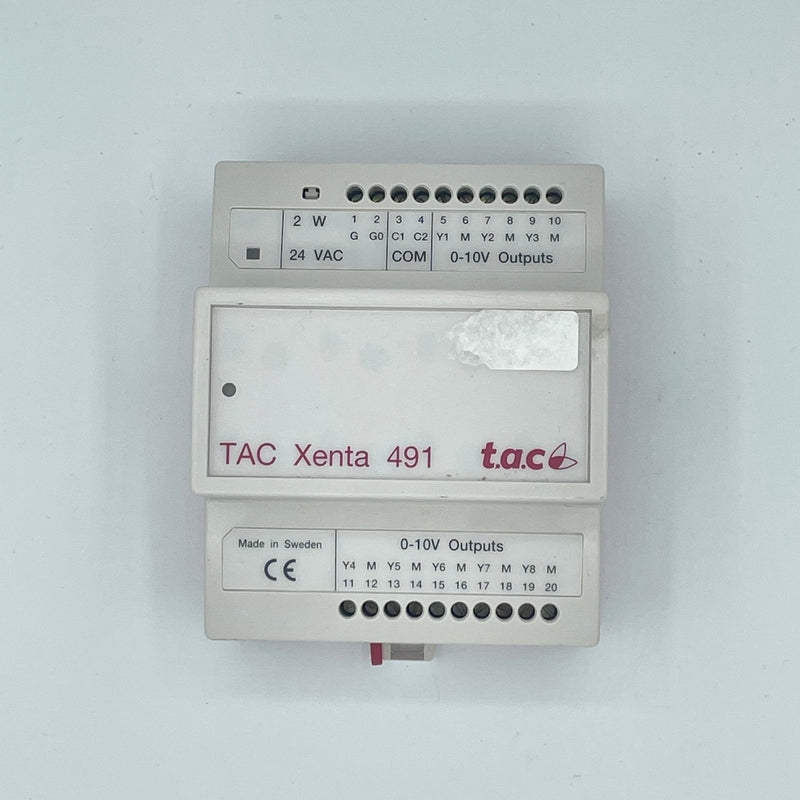 2 W 1 2 3 4 5 6 7 8 9 10
G G0 C1 C2 Y1 M Y2 M Y3 M
24 VAC COM 0-10V Outputs
TAC Xenta 491 t.a.c
Made in Sweden 0-10V Outputs
CE Y4 M Y5 M Y6 M Y7 M Y8 M
11 12 13 14 15 16 17 18 19 20